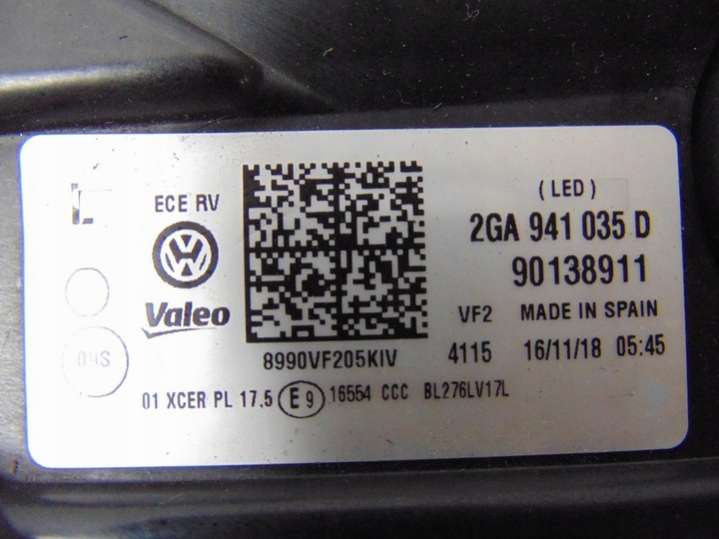 L
ECE RV
(LED)
2GA 941 035 D
90138911
Valeo
VF2 MADE IN SPAIN
8990VF205KIV
4115 16/11/18 05:45
01 XCER PL 17.5 E9 16554 CCC BL276LV17L